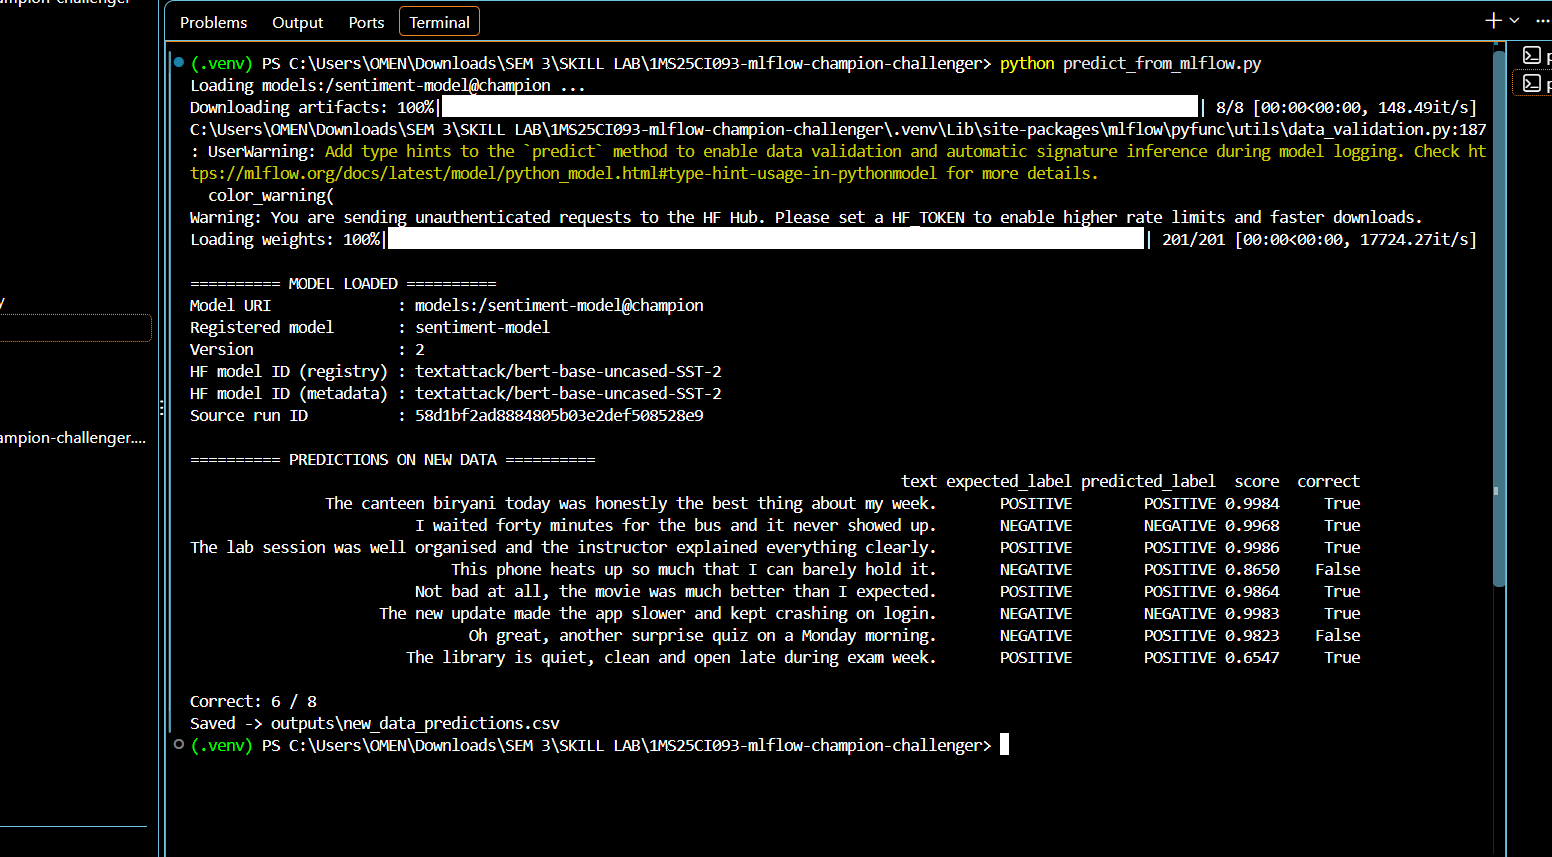 ampion-challenger
Problems Output Ports Terminal
(.venv) PS C:\Users\OMEN\Downloads\SEM 3\SKILL LAB\1MS25CI093-mlflow-champion-challenger> python predict_from_mlflow.py
Loading models:/sentiment-model@champion ...
Downloading artifacts: 100%| | 8/8 [00:00<00:00, 148.49it/s]
C:\Users\OMEN\Downloads\SEM 3\SKILL LAB\1MS25CI093-mlflow-champion-challenger\.venv\Lib\site-packages\mlflow\pyfunc\utils\data_validation.py:187
: UserWarning: Add type hints to the `predict` method to enable data validation and automatic signature inference during model logging. Check ht
tps://mlflow.org/docs/latest/model/python_model.html#type-hint-usage-in-pythonmodel for more details.
color_warning(
Warning: You are sending unauthenticated requests to the HF Hub. Please set a HF_TOKEN to enable higher rate limits and faster downloads.
Loading weights: 100%| | 201/201 [00:00<00:00, 17724.27it/s]
========== MODEL LOADED ==========
Model URI : models:/sentiment-model@champion
Registered model : sentiment-model
Version : 2
HF model ID (registry) : textattack/bert-base-uncased-SST-2
HF model ID (metadata) : textattack/bert-base-uncased-SST-2
Source run ID : 58d1bf2ad8884805b03e2def508528e9
ampion-challenger....
========== PREDICTIONS ON NEW DATA ==========
text expected_label predicted_label score correct
The canteen biryani today was honestly the best thing about my week. POSITIVE POSITIVE 0.9984 True
I waited forty minutes for the bus and it never showed up. NEGATIVE NEGATIVE 0.9968 True
The lab session was well organised and the instructor explained everything clearly. POSITIVE POSITIVE 0.9986 True
This phone heats up so much that I can barely hold it. NEGATIVE POSITIVE 0.8650 False
Not bad at all, the movie was much better than I expected. POSITIVE POSITIVE 0.9864 True
The new update made the app slower and kept crashing on login. NEGATIVE NEGATIVE 0.9983 True
Oh great, another surprise quiz on a Monday morning. NEGATIVE POSITIVE 0.9823 False
The library is quiet, clean and open late during exam week. POSITIVE POSITIVE 0.6547 True
Correct: 6 / 8
Saved -> outputs\new_data_predictions.csv
(.venv) PS C:\Users\OMEN\Downloads\SEM 3\SKILL LAB\1MS25CI093-mlflow-champion-challenger>